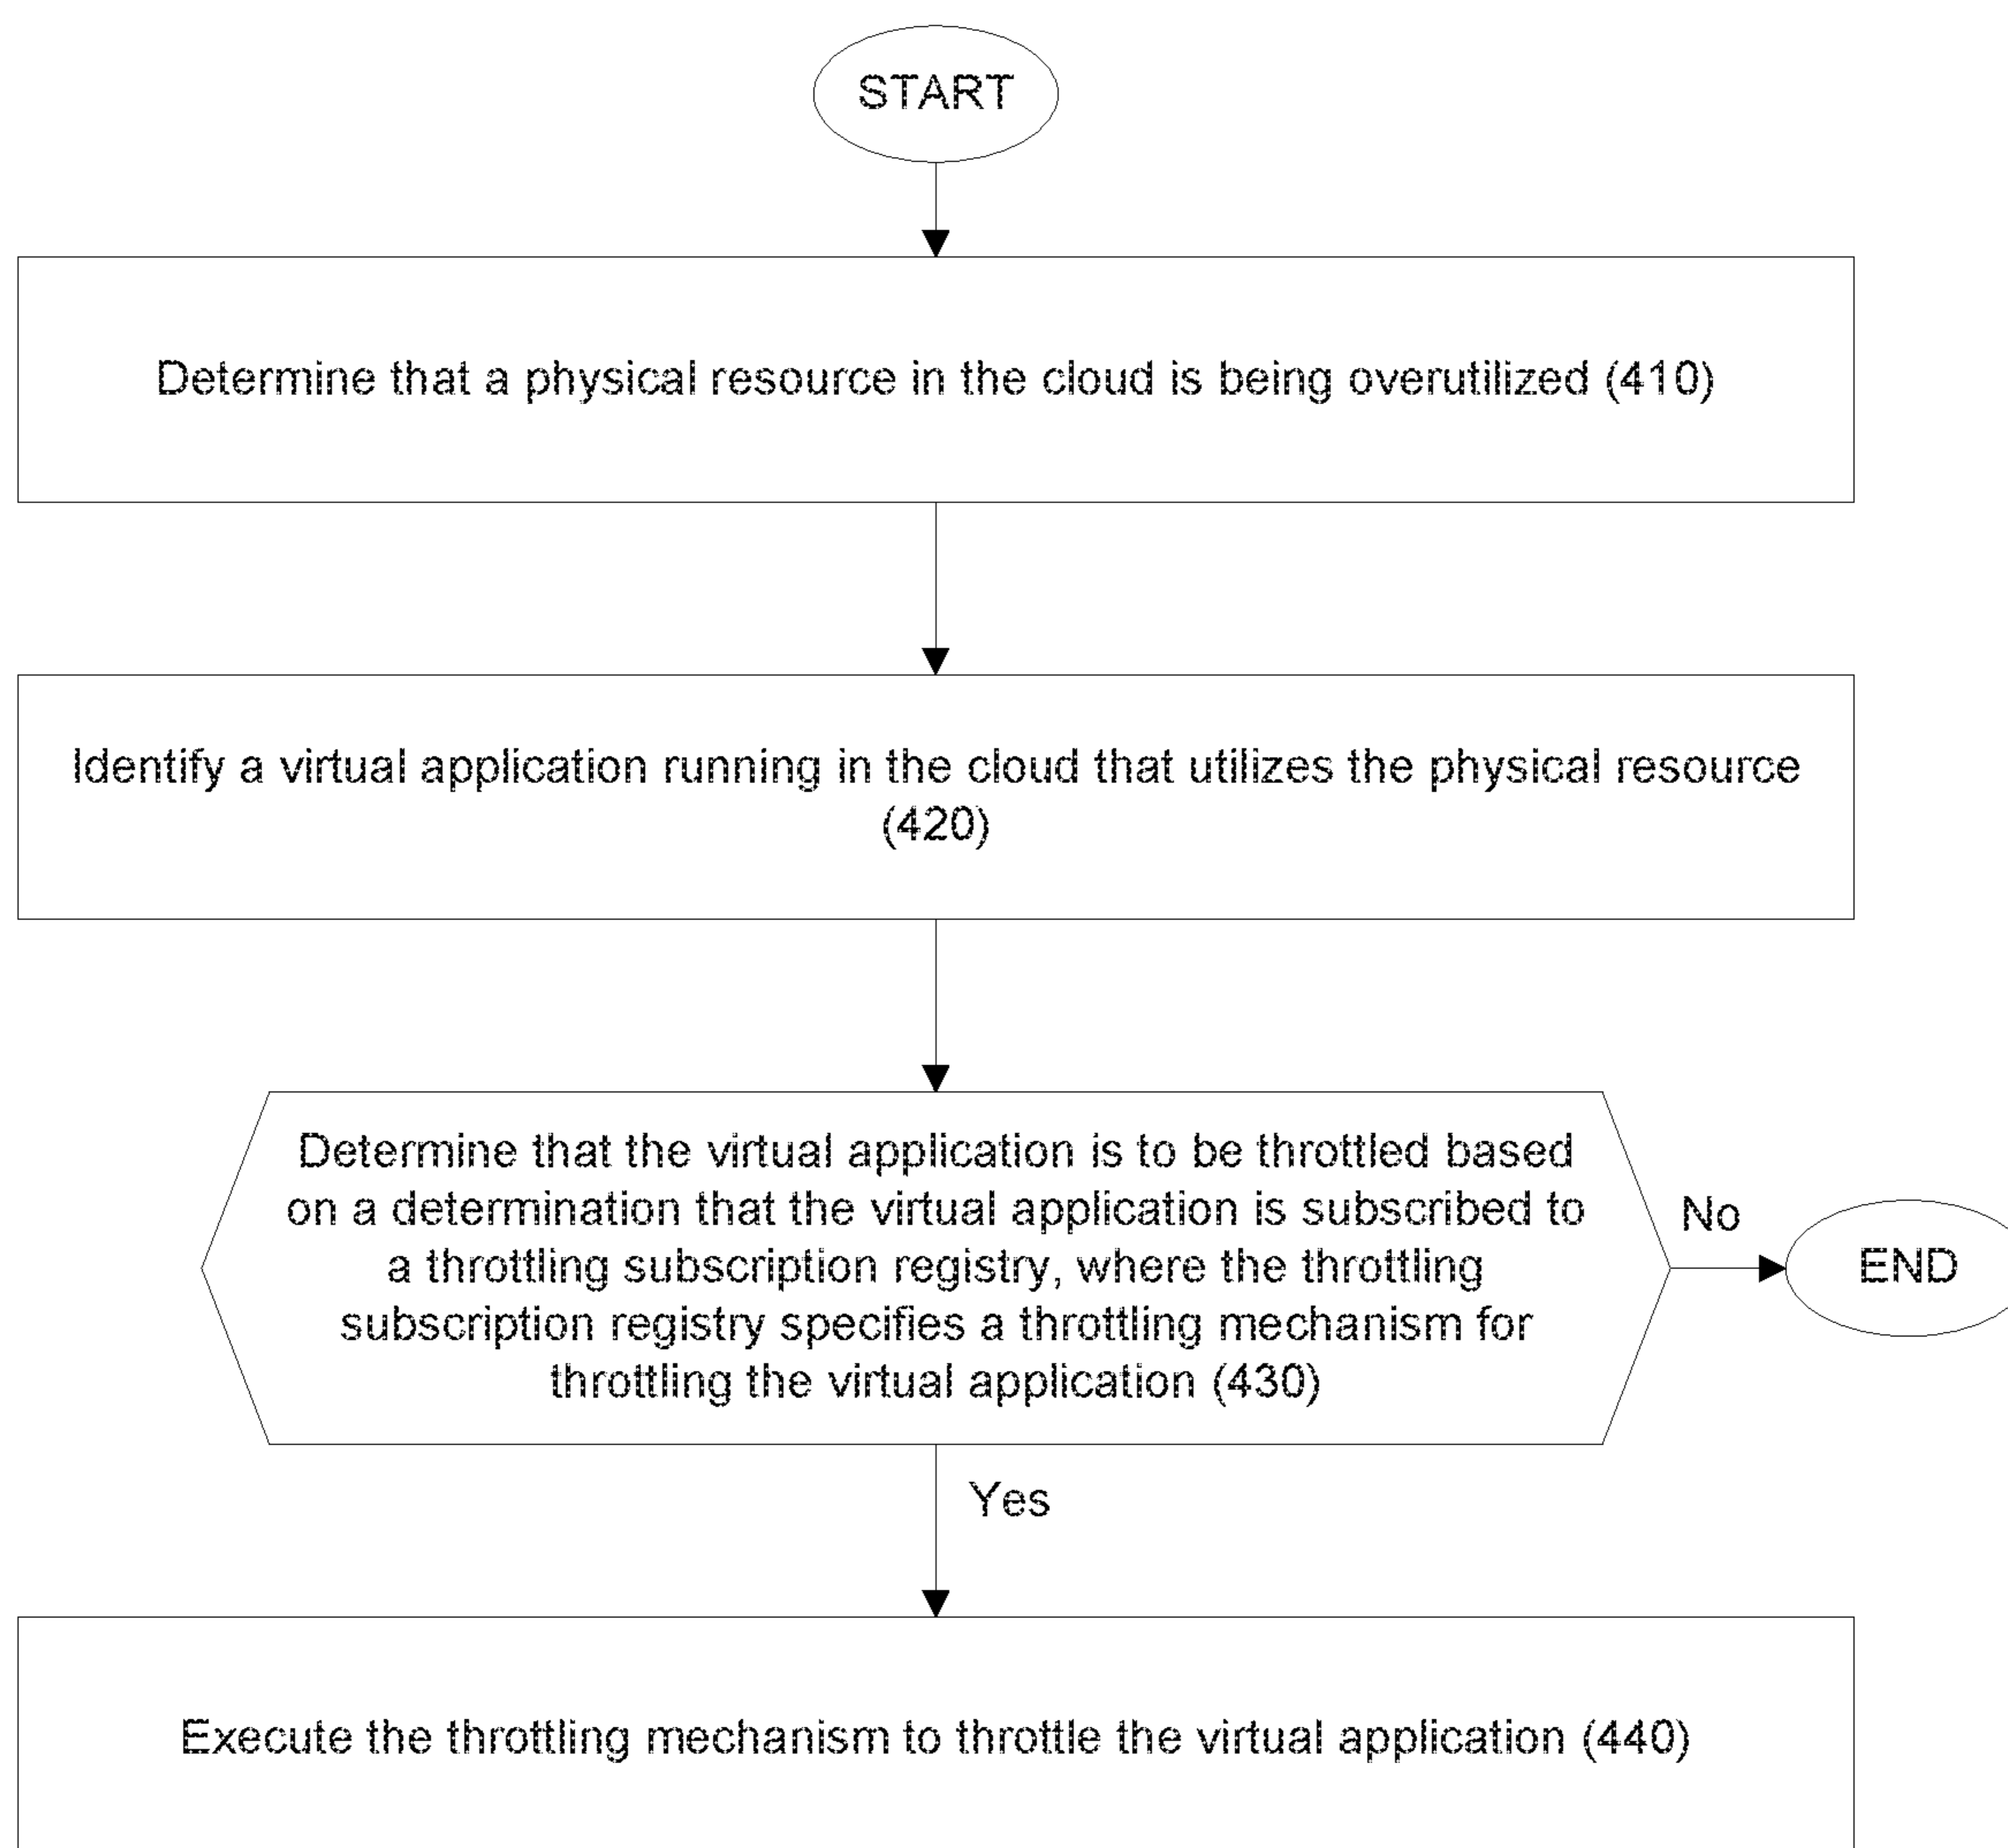 START
Determine that a physical resource in the cloud is being overutilized (410)
Identify a virtual application running in the cloud that utilizes the physical resource
(420)
Determine that the virtual application is to be throttled based
on a determination that the virtual application is subscribed to
a throttling subscription registry, where the throttling
subscription registry specifies a throttling mechanism for
throttling the virtual application (430)
No
END
Yes
Execute the throttling mechanism to throttle the virtual application (440)